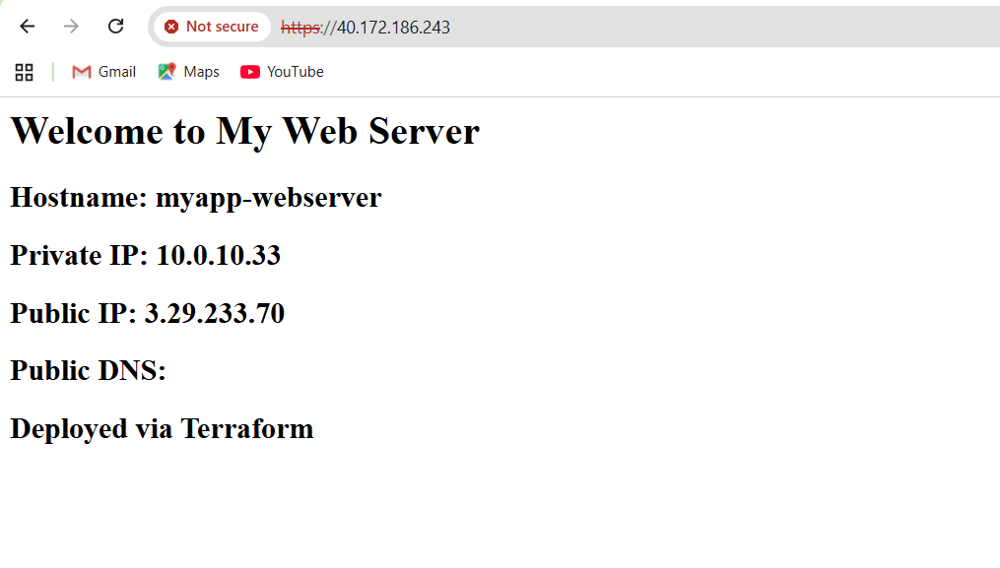 Not secure https://40.172.186.243
Gmail Maps YouTube
Welcome to My Web Server
Hostname: myapp-webserver
Private IP: 10.0.10.33
Public IP: 3.29.233.70
Public DNS:
Deployed via Terraform